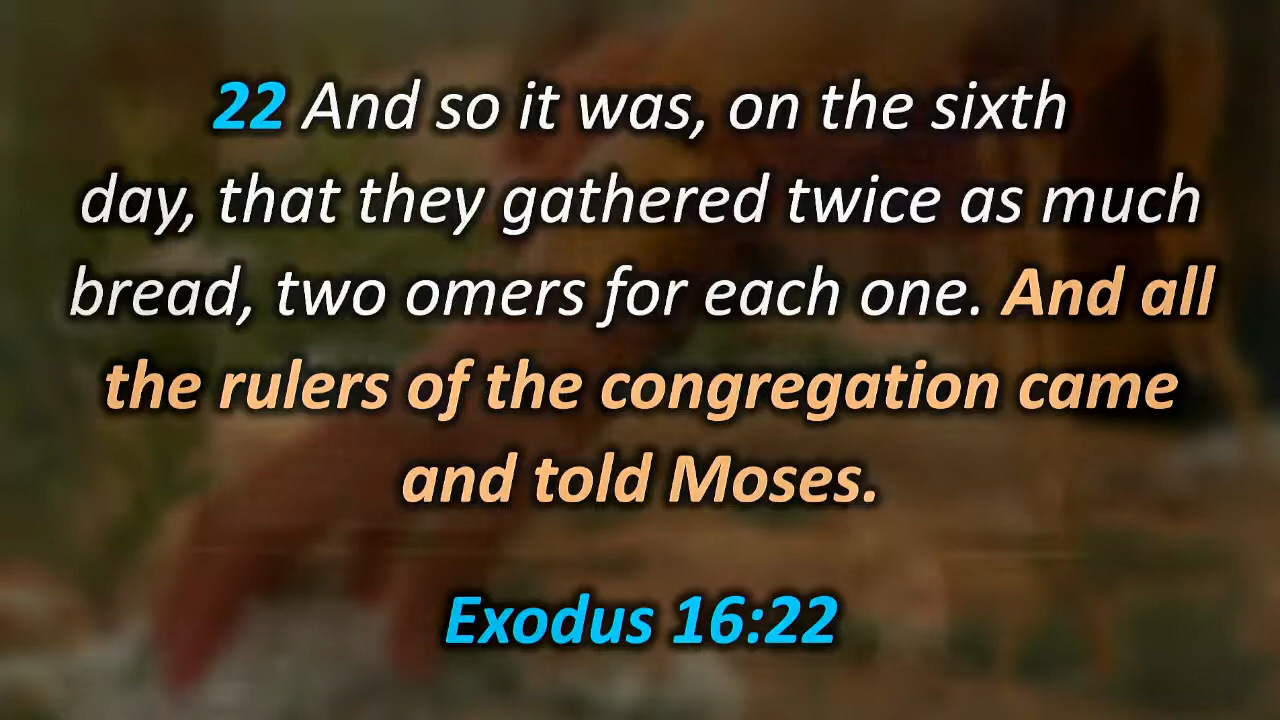 22 And so it was, on the sixth
day, that they gathered twice as much
bread, two omers for each one. And all
the rulers of the congregation came
and told Moses.
Exodus 16:22